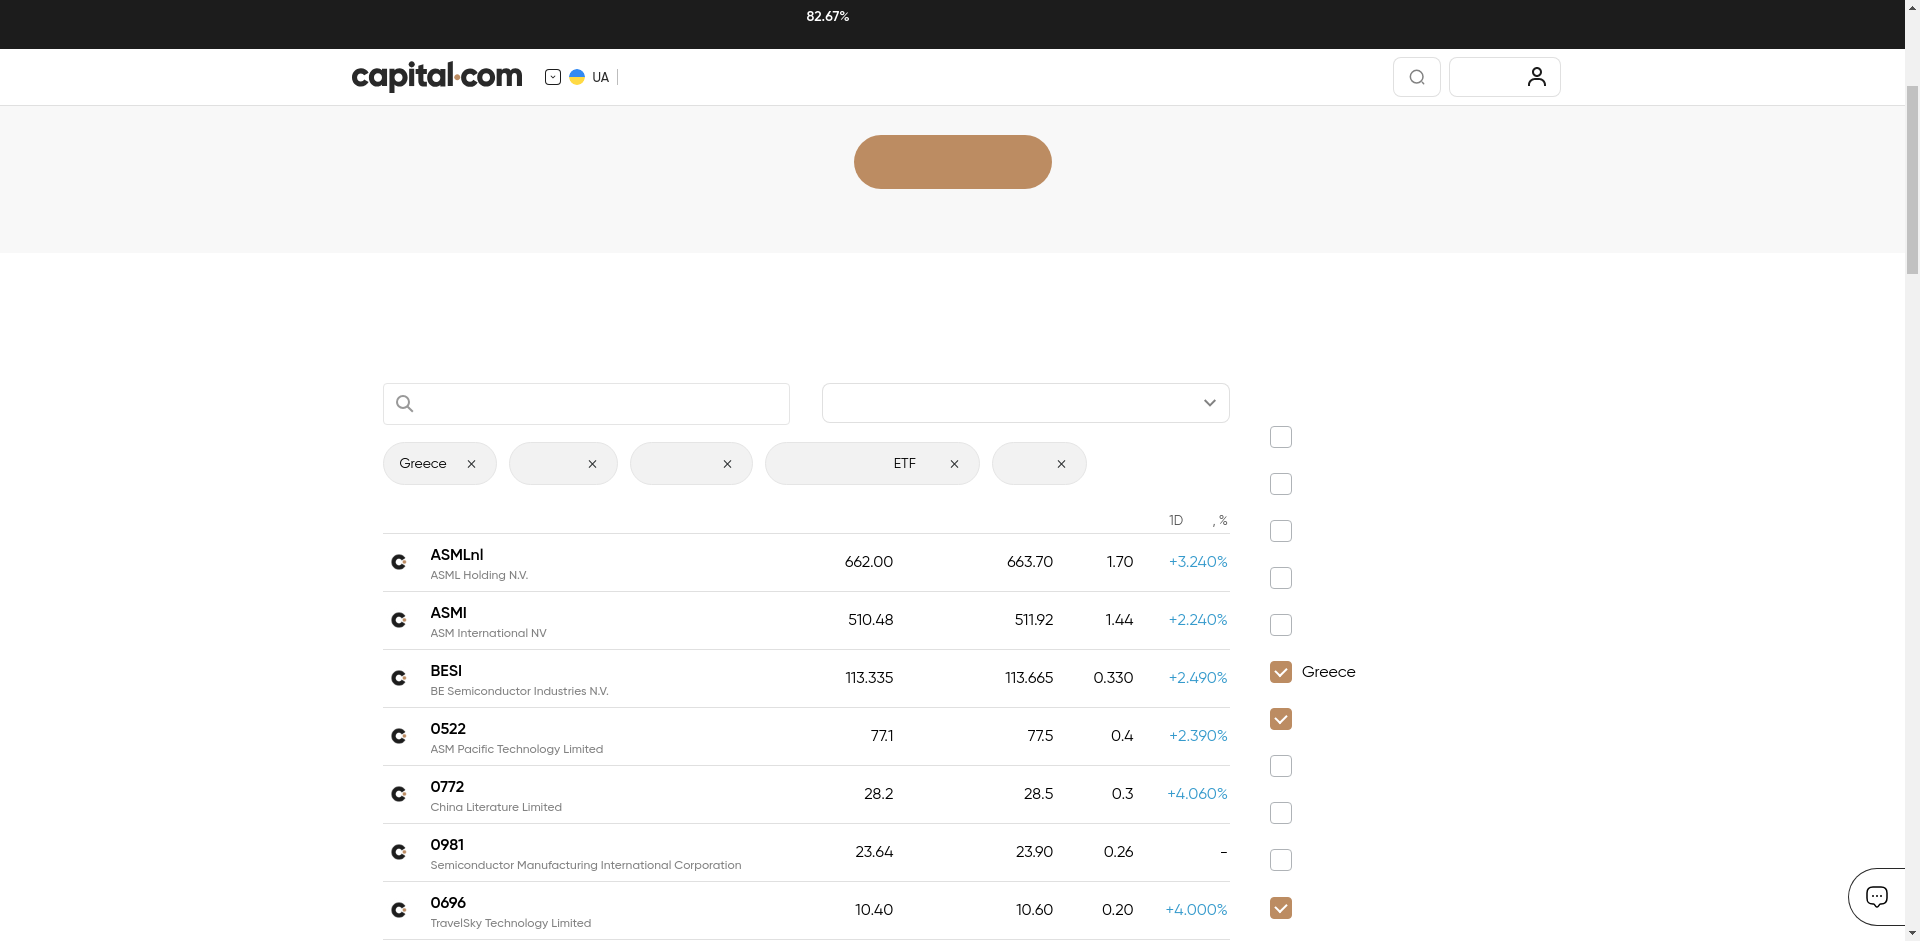 82.67%
capital.com
UA
Greece
ETF
1D , %
ASMLnl 662.00 663.70 1.70 +3.240%
ASML Holding N.V.
ASMI 510.48 511.92 1.44 +2.240%
ASM International NV
BESI 113.335 113.665 0.330 +2.490%
BE Semiconductor Industries N.V.
0522 77.1 77.5 0.4 +2.390%
ASM Pacific Technology Limited
0772 28.2 28.5 0.3 +4.060%
China Literature Limited
0981 23.64 23.90 0.26 -
Semiconductor Manufacturing International Corporation
0696 10.40 10.60 0.20 +4.000%
TravelSky Technology Limited
Greece